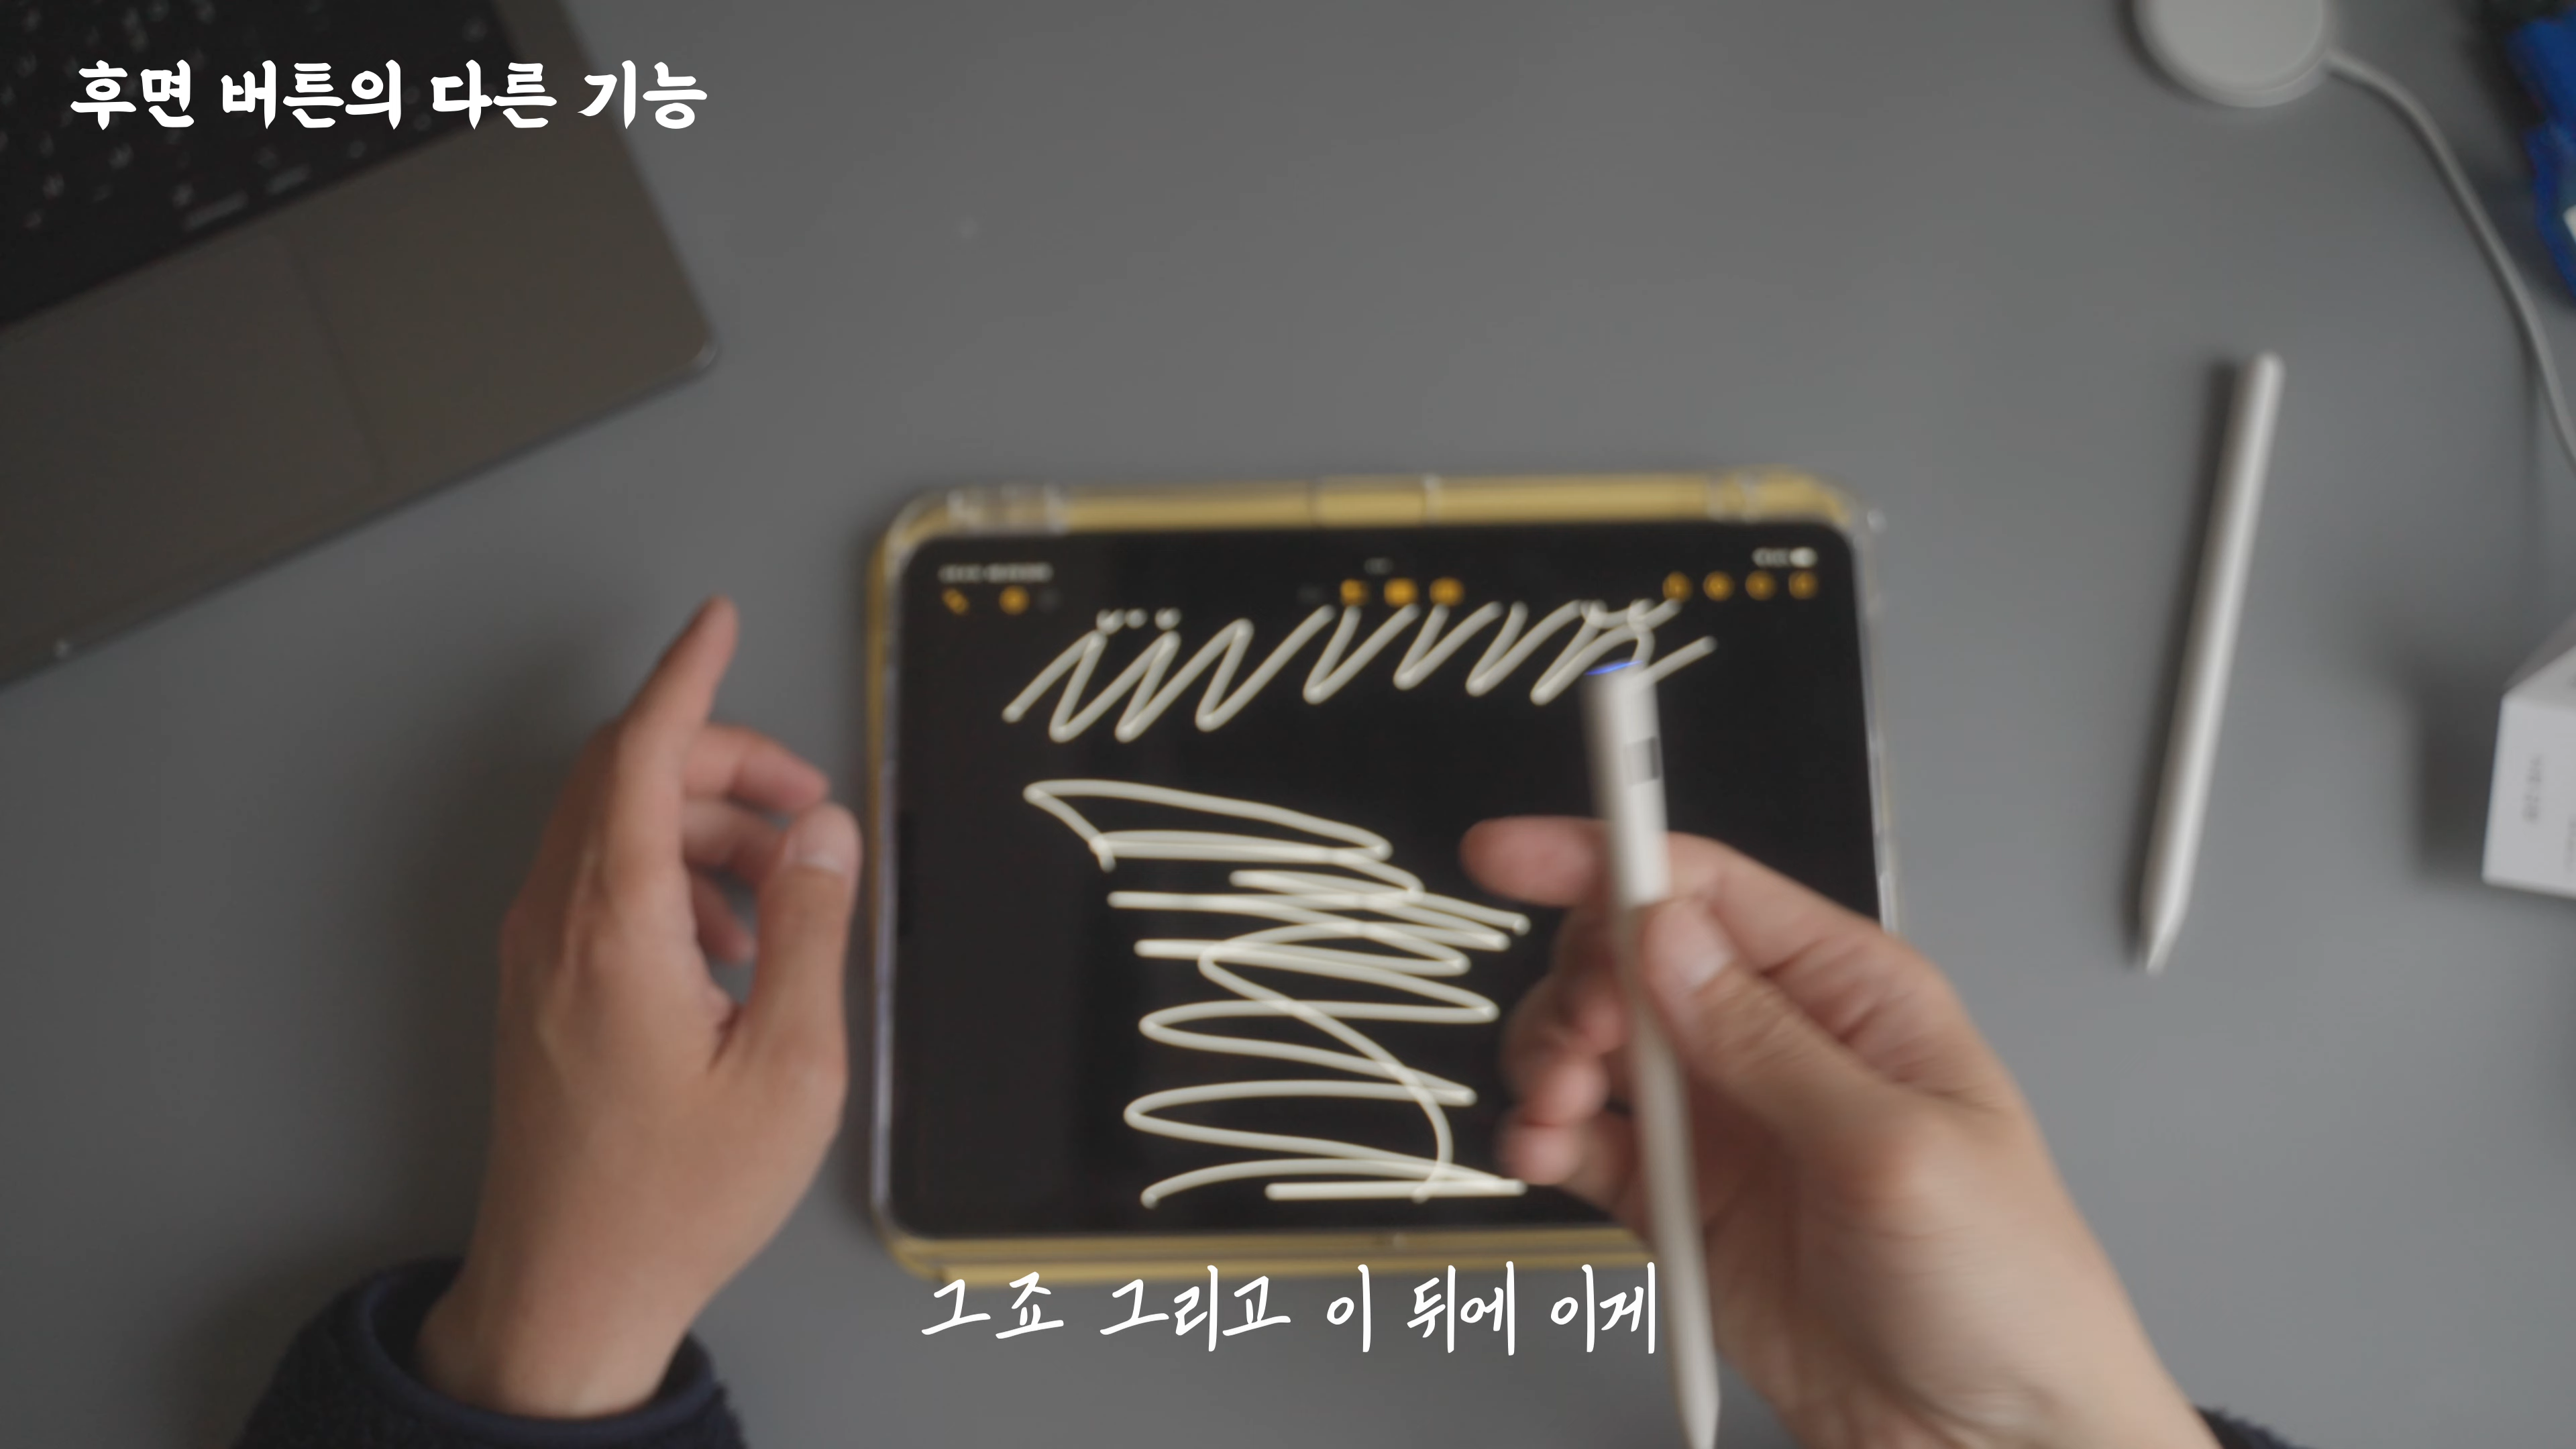 후면 버튼의 다른 기능
그죠 그리고 이 뒤에 이게